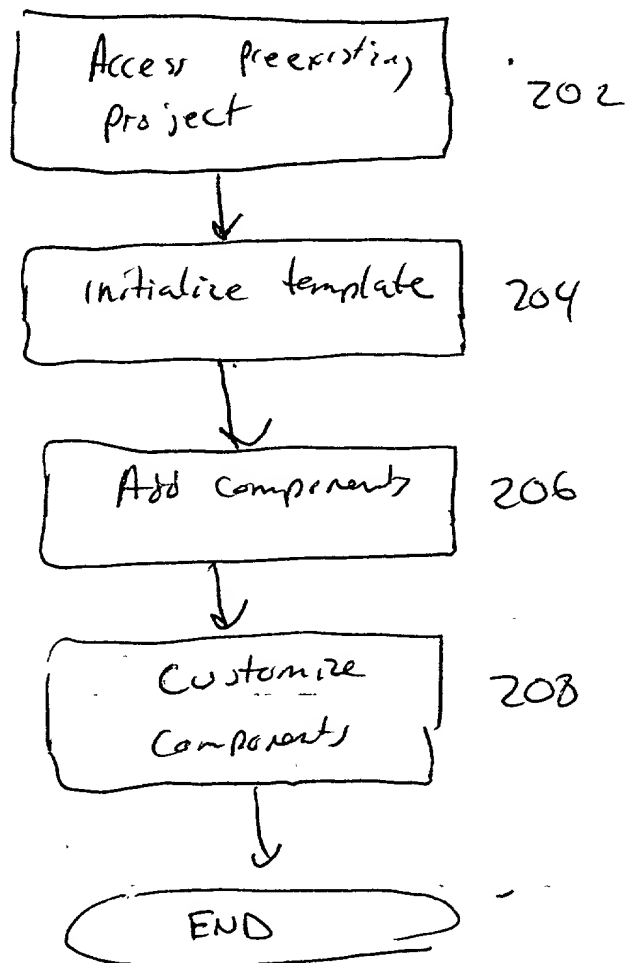 Access preexisting
project
202
initialize template
204
Add components
206
Customize
Components
208
END